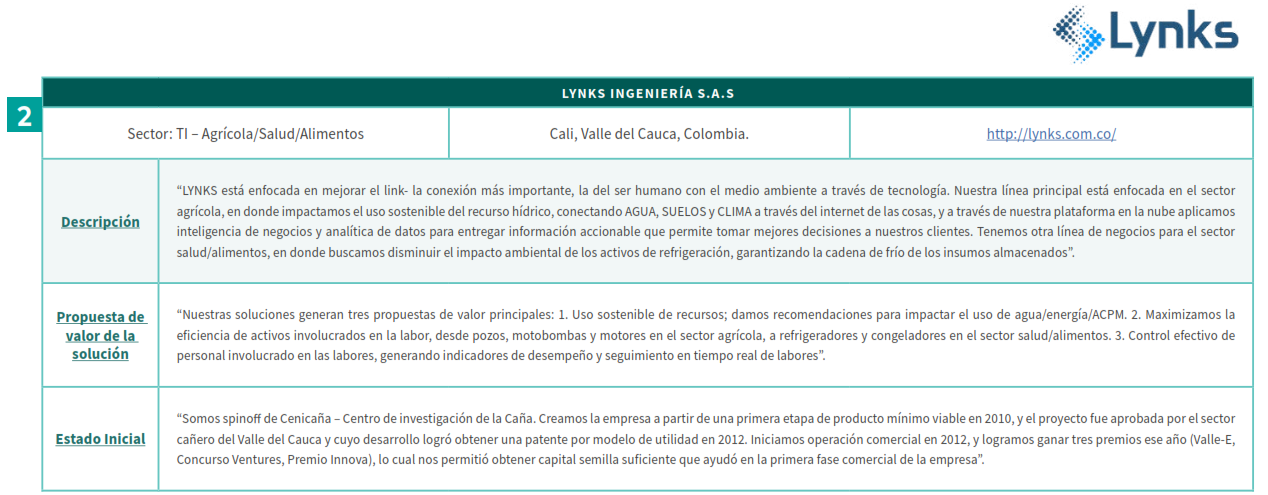 Lynks
LYNKS INGENIERÍA S.A.S
2
Sector: TI – Agrícola/Salud/Alimentos
Cali, Valle del Cauca, Colombia.
http://lynks.com.co/
Descripción
“LYNKS está enfocada en mejorar el link- la conexión más importante, la del ser humano con el medio ambiente a través de tecnología. Nuestra línea principal está enfocada en el sector
agrícola, en donde impactamos el uso sostenible del recurso hídrico, conectando AGUA, SUELOS y CLIMA a través del internet de las cosas, y a través de nuestra plataforma en la nube aplicamos
inteligencia de negocios y analítica de datos para entregar información accionable que permite tomar mejores decisiones a nuestros clientes. Tenemos otra línea de negocios para el sector
salud/alimentos, en donde buscamos disminuir el impacto ambiental de los activos de refrigeración, garantizando la cadena de frío de los insumos almacenados”.
Propuesta de
valor de la
solución
“Nuestras soluciones generan tres propuestas de valor principales: 1. Uso sostenible de recursos; damos recomendaciones para impactar el uso de agua/energía/ACPM. 2. Maximizamos la
eficiencia de activos involucrados en la labor, desde pozos, motobombas y motores en el sector agrícola, a refrigeradores y congeladores en el sector salud/alimentos. 3. Control efectivo de
personal involucrado en las labores, generando indicadores de desempeño y seguimiento en tiempo real de labores”.
Estado Inicial
“Somos spinoff de Cenicaña – Centro de investigación de la Caña. Creamos la empresa a partir de una primera etapa de producto mínimo viable en 2010, y el proyecto fue aprobada por el sector
cañero del Valle del Cauca y cuyo desarrollo logró obtener una patente por modelo de utilidad en 2012. Iniciamos operación comercial en 2012, y logramos ganar tres premios ese año (Valle-E,
Concurso Ventures, Premio Innova), lo cual nos permitió obtener capital semilla suficiente que ayudó en la primera fase comercial de la empresa”.